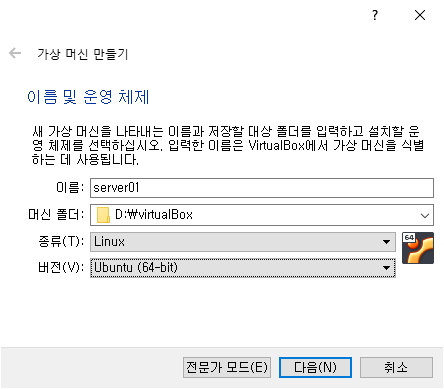 ?
가상 머신 만들기
이름 및 운영 체제
새 가상 머신을 나타내는 이름과 저장할 대상 폴더를 입력하고 설치할 운
영 체제를 선택하십시오. 입력한 이름은 VirtualBox에서 가상 머신을 식별
하는 데 사용됩니다.
이름: server01
머신 폴더: D:₩virtualBox
종류(T): Linux
64
버전(V): Ubuntu (64-bit)
전문가 모드(E) 다음(N) 취소